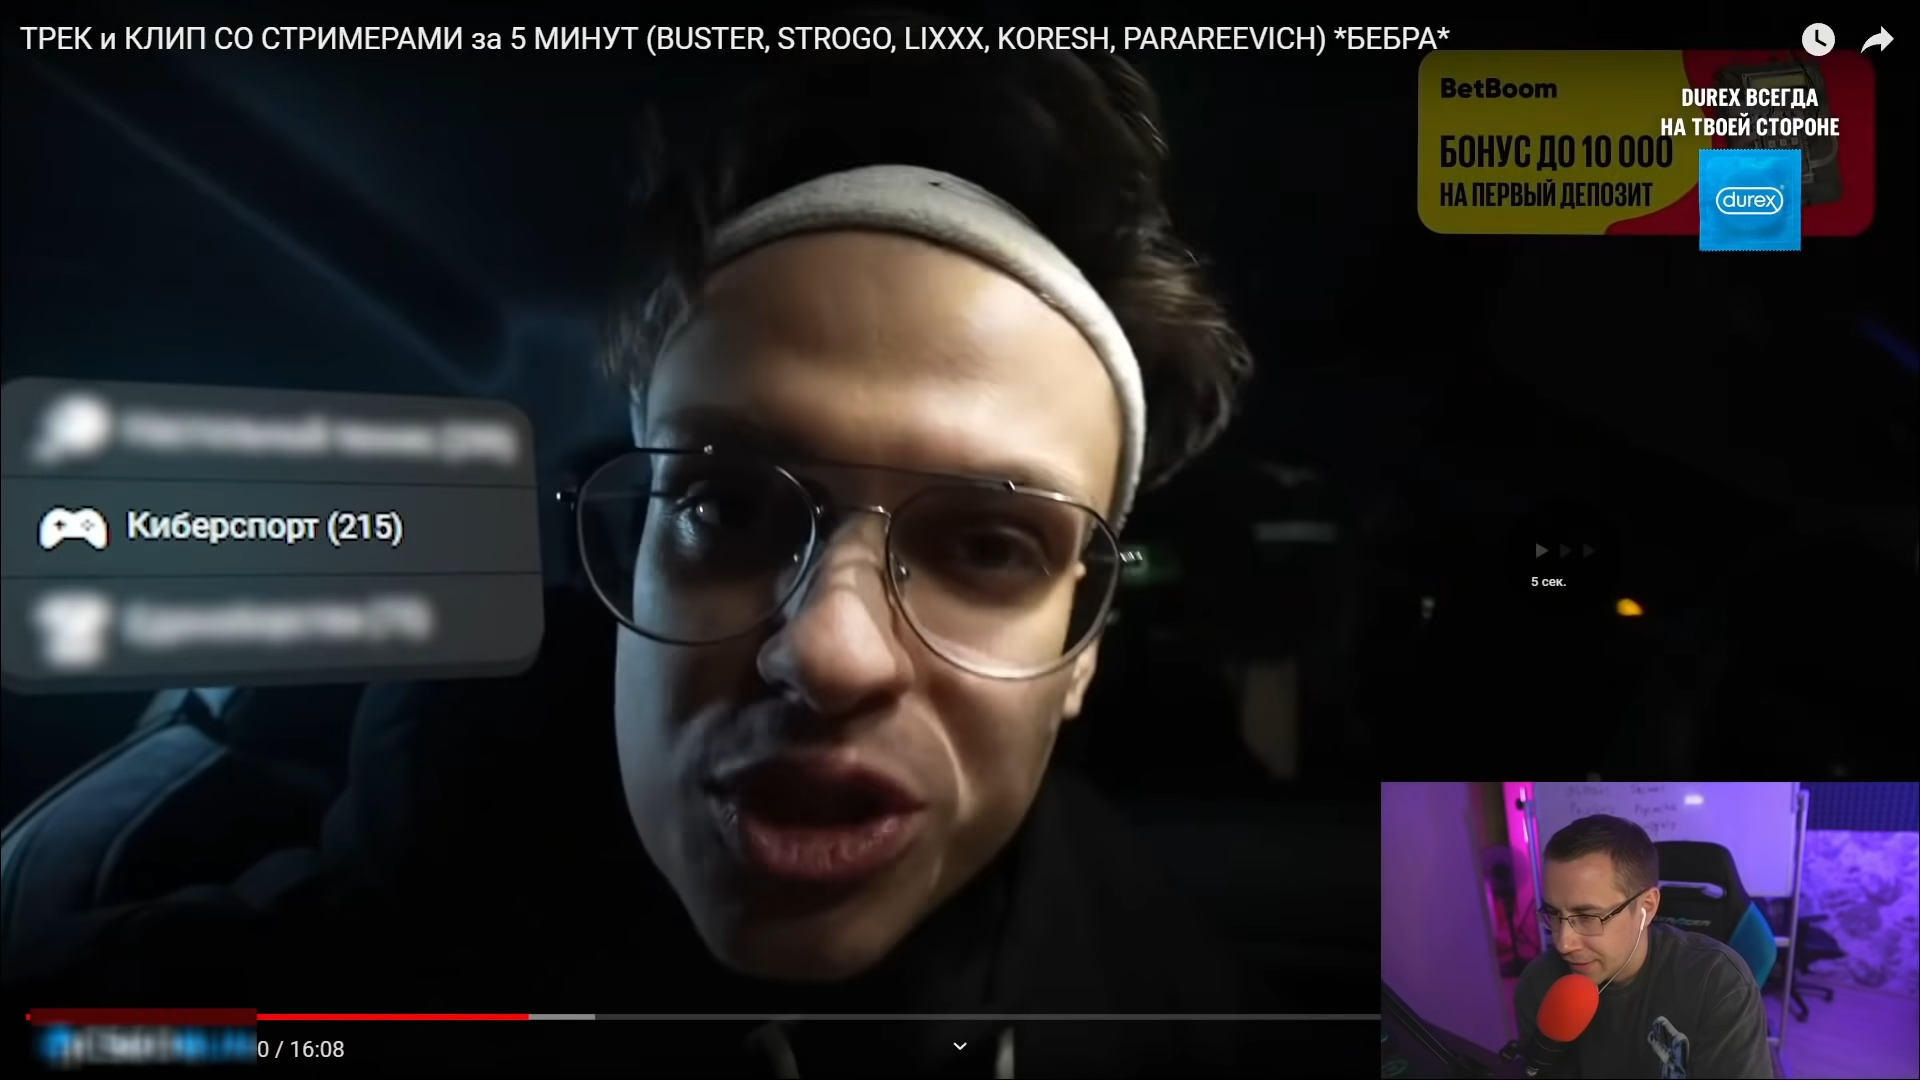 ТРЕК и КЛИП СО СТРИМЕРАМИ за 5 МИНУТ (BUSTER, STROGO, LIXXX, KORESH, PARAREEVICH) *БЕБРА*
BetBoom
БОНУС ДО 10 000
НА ПЕРВЫЙ ДЕПОЗИТ
DUREX ВСЕГДА
НА ТВОЕЙ СТОРОНЕ
durex
Киберспорт (215)
5 сек.
0 / 16:08